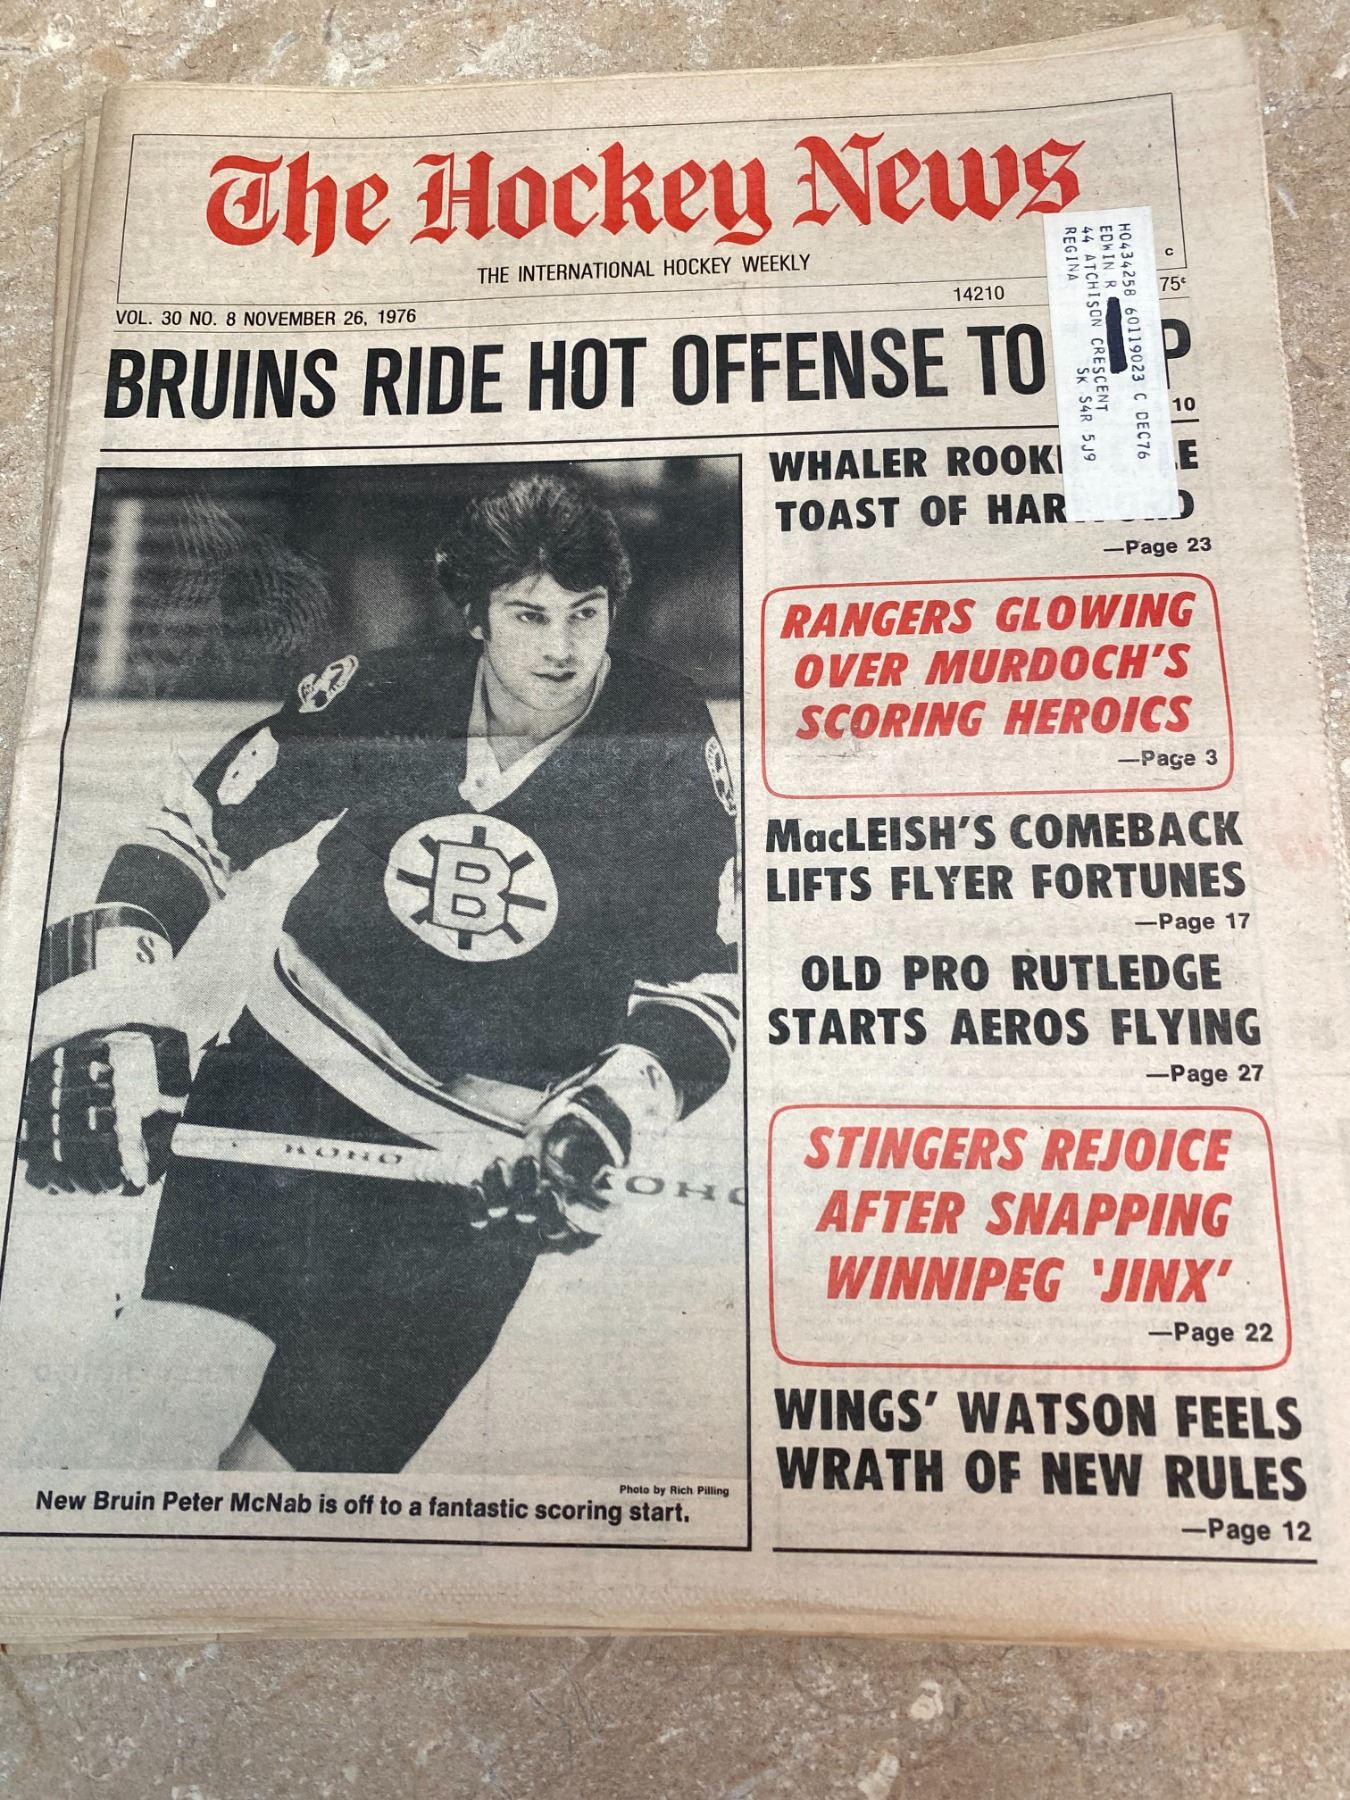 The Hockey News
THE INTERNATIONAL HOCKEY WEEKLY
c
VOL. 30 NO. 8 NOVEMBER 26, 1976
14210
75¢
H0434258 60119023 C DEC76
EDWIN R
44 ATCHISON CRESCENT
REGINA SK S4R 5J9
BRUINS RIDE HOT OFFENSE TO
10
WHALER
TOAST OF
—Page 23
RANGERS GLOWING
OVER MURDOCH'S
SCORING HEROICS
—Page 3
MacLEISH'S COMEBACK
LIFTS FLYER FORTUNES
—Page 17
OLD PRO RUTLEDGE
STARTS AEROS FLYING
—Page 27
STINGERS REJOICE
AFTER SNAPPING
WINNIPEG 'JINX'
—Page 22
WINGS' WATSON FEELS
WRATH OF NEW RULES
—Page 12
B
S
KOHO
KOHO
Photo by Rich Pilling
New Bruin Peter McNab is off to a fantastic scoring start.